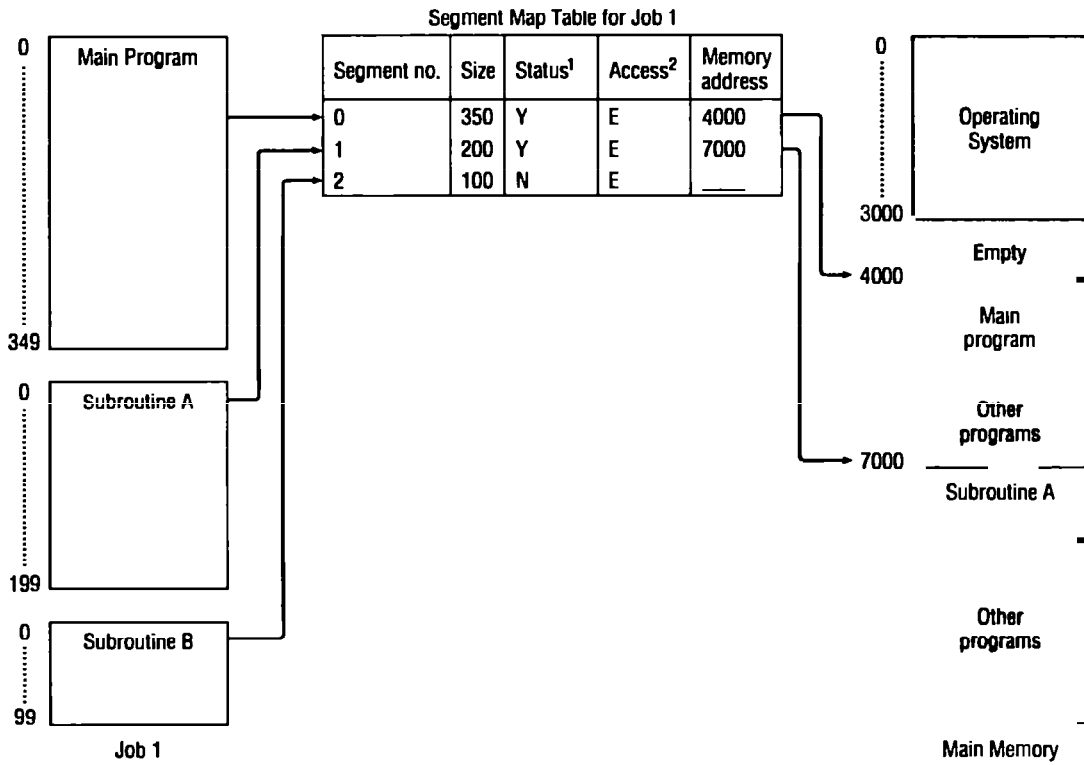 Segment Map Table for Job 1
Segment no. Size Status¹ Access² Memory address
0 350 Y E 4000
1 200 Y E 7000
2 100 N E
0
Main Program
349
0
Subroutine A
199
0
Subroutine B
99
Job 1
0
Operating
System
3000
Empty
4000
Main
program
Other
programs
7000
Subroutine A
Other
programs
Main Memory